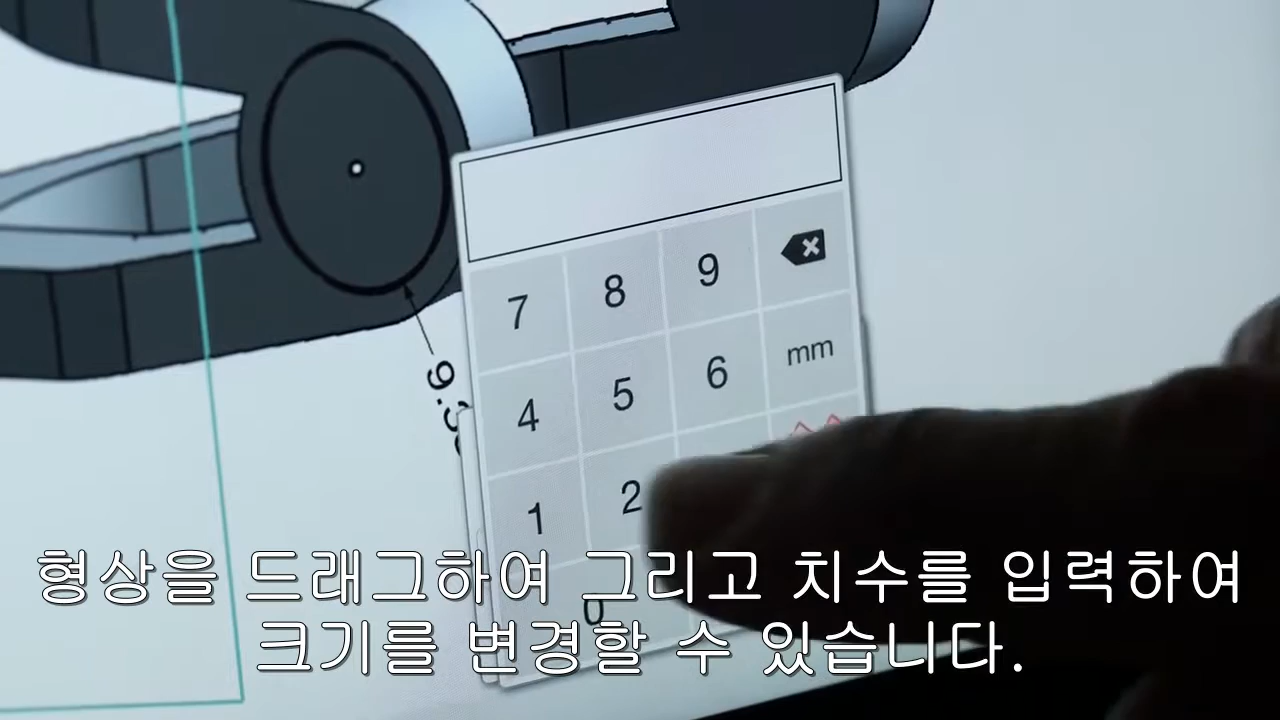 7 8 9
4 5 6 mm
1 2
0
형상을 드래그하여 그리고 치수를 입력하여
크기를 변경할 수 있습니다.